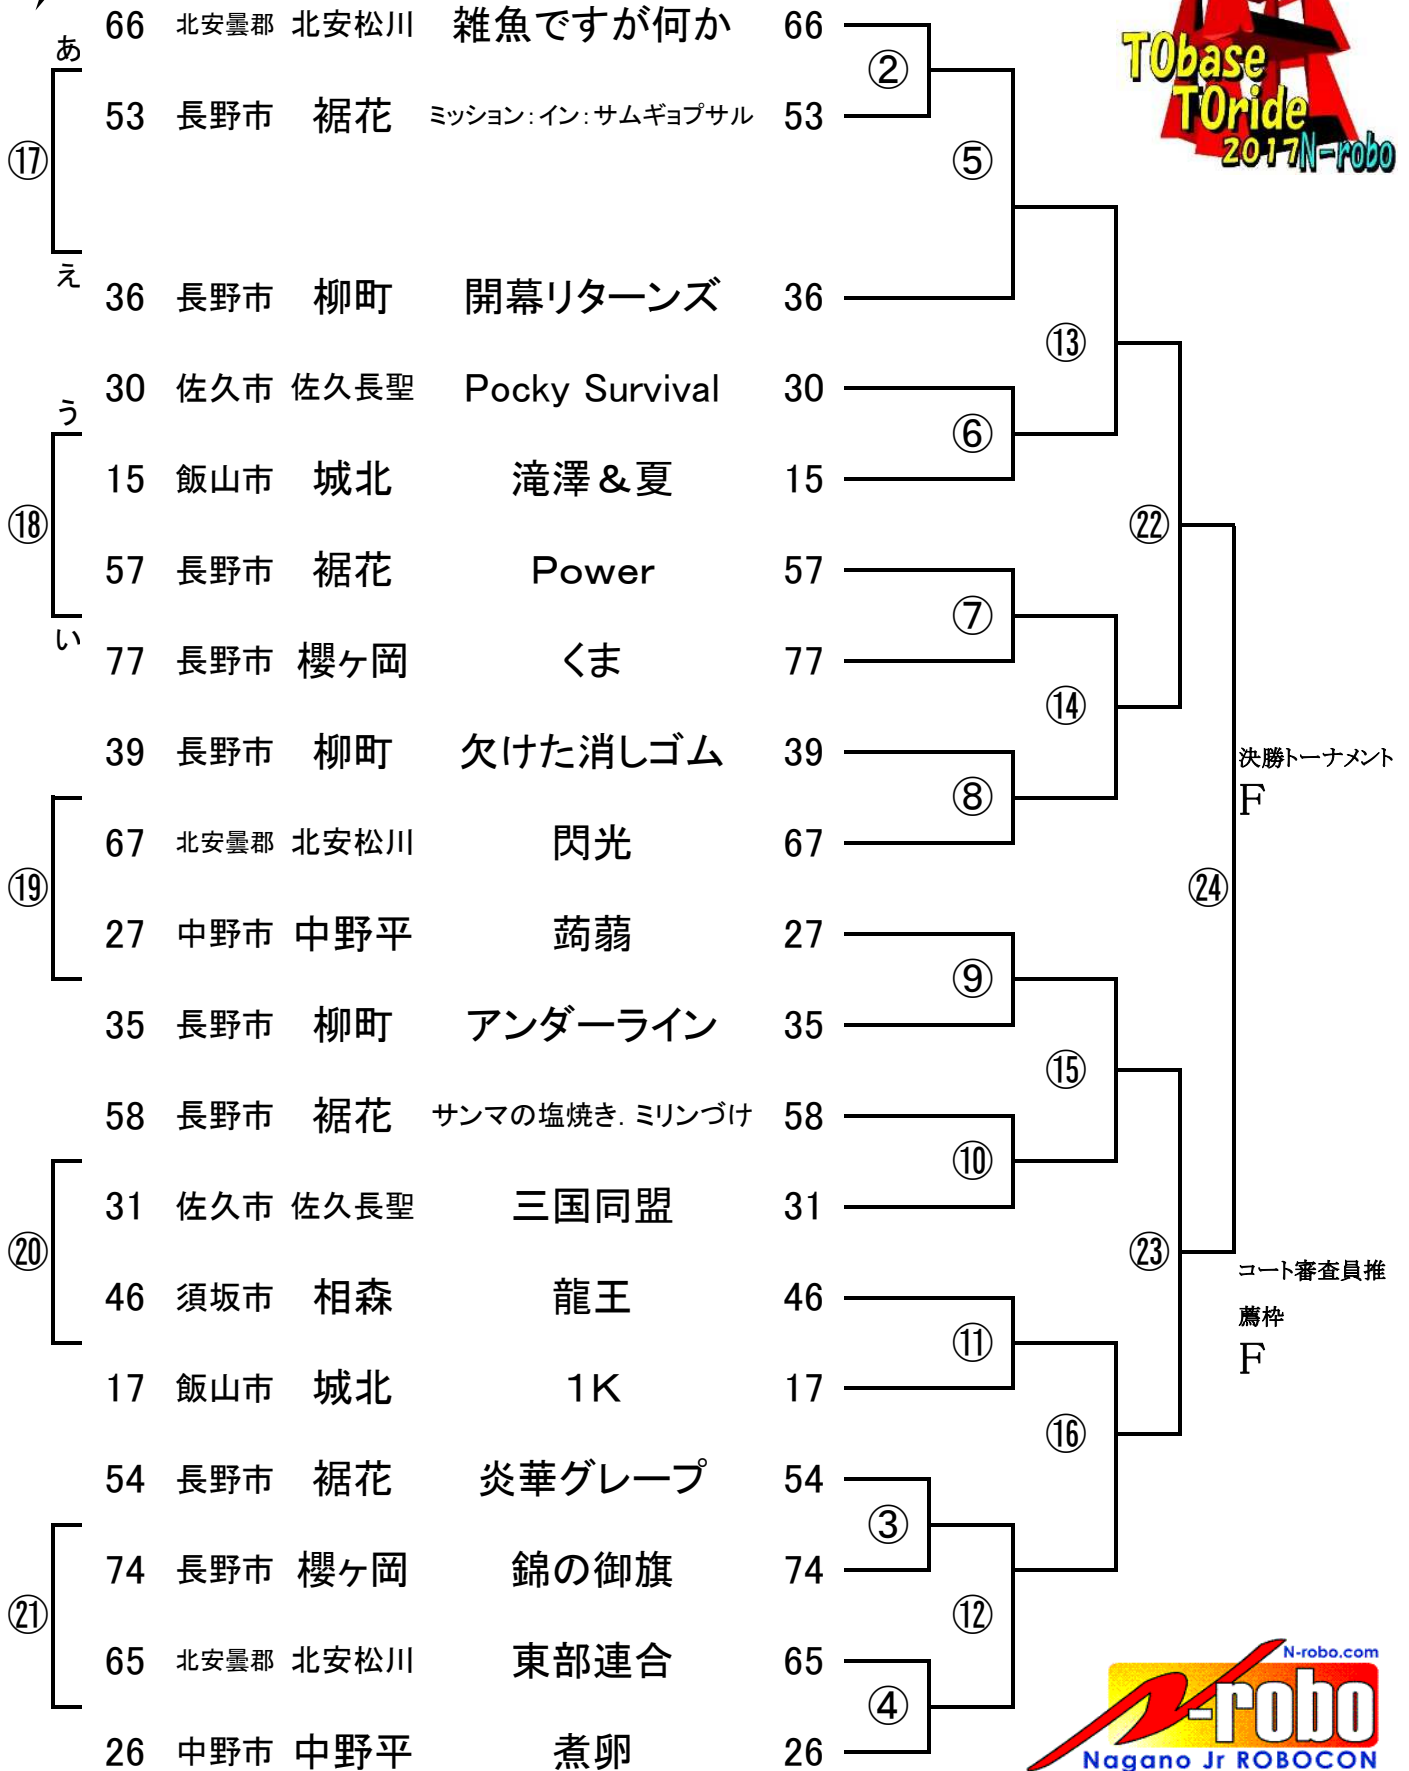 66 北安曇郡 北安松川 雑魚ですが何か 66
TObase
TOride
2017 N-robo
あ
②
53 長野市 裾花 ミッション：イン：サムギョプサル 53
⑰
⑤
え
36 長野市 柳町 開幕リターンズ 36
⑬
30 佐久市 佐久長聖 Pocky Survival 30
う
⑥
15 飯山市 城北 滝澤＆夏 15
⑱
㉒
57 長野市 裾花 Power 57
⑦
い
77 長野市 櫻ヶ岡 くま 77
⑭
39 長野市 柳町 欠けた消しゴム 39
決勝トーナメント
F
⑧
67 北安曇郡 北安松川 閃光 67
⑲
㉔
27 中野市 中野平 蒟蒻 27
⑨
35 長野市 柳町 アンダーライン 35
⑮
58 長野市 裾花 サンマの塩焼き．ミリンづけ 58
⑩
31 佐久市 佐久長聖 三国同盟 31
⑳
㉓
コート審査員推
薦枠
F
46 須坂市 相森 龍王 46
⑪
17 飯山市 城北 1K 17
⑯
54 長野市 裾花 炎華グレープ 54
③
74 長野市 櫻ヶ岡 錦の御旗 74
㉑
⑫
65 北安曇郡 北安松川 東部連合 65
④
26 中野市 中野平 煮卵 26
N-robo.com
N-robo
Nagano Jr ROBOCON